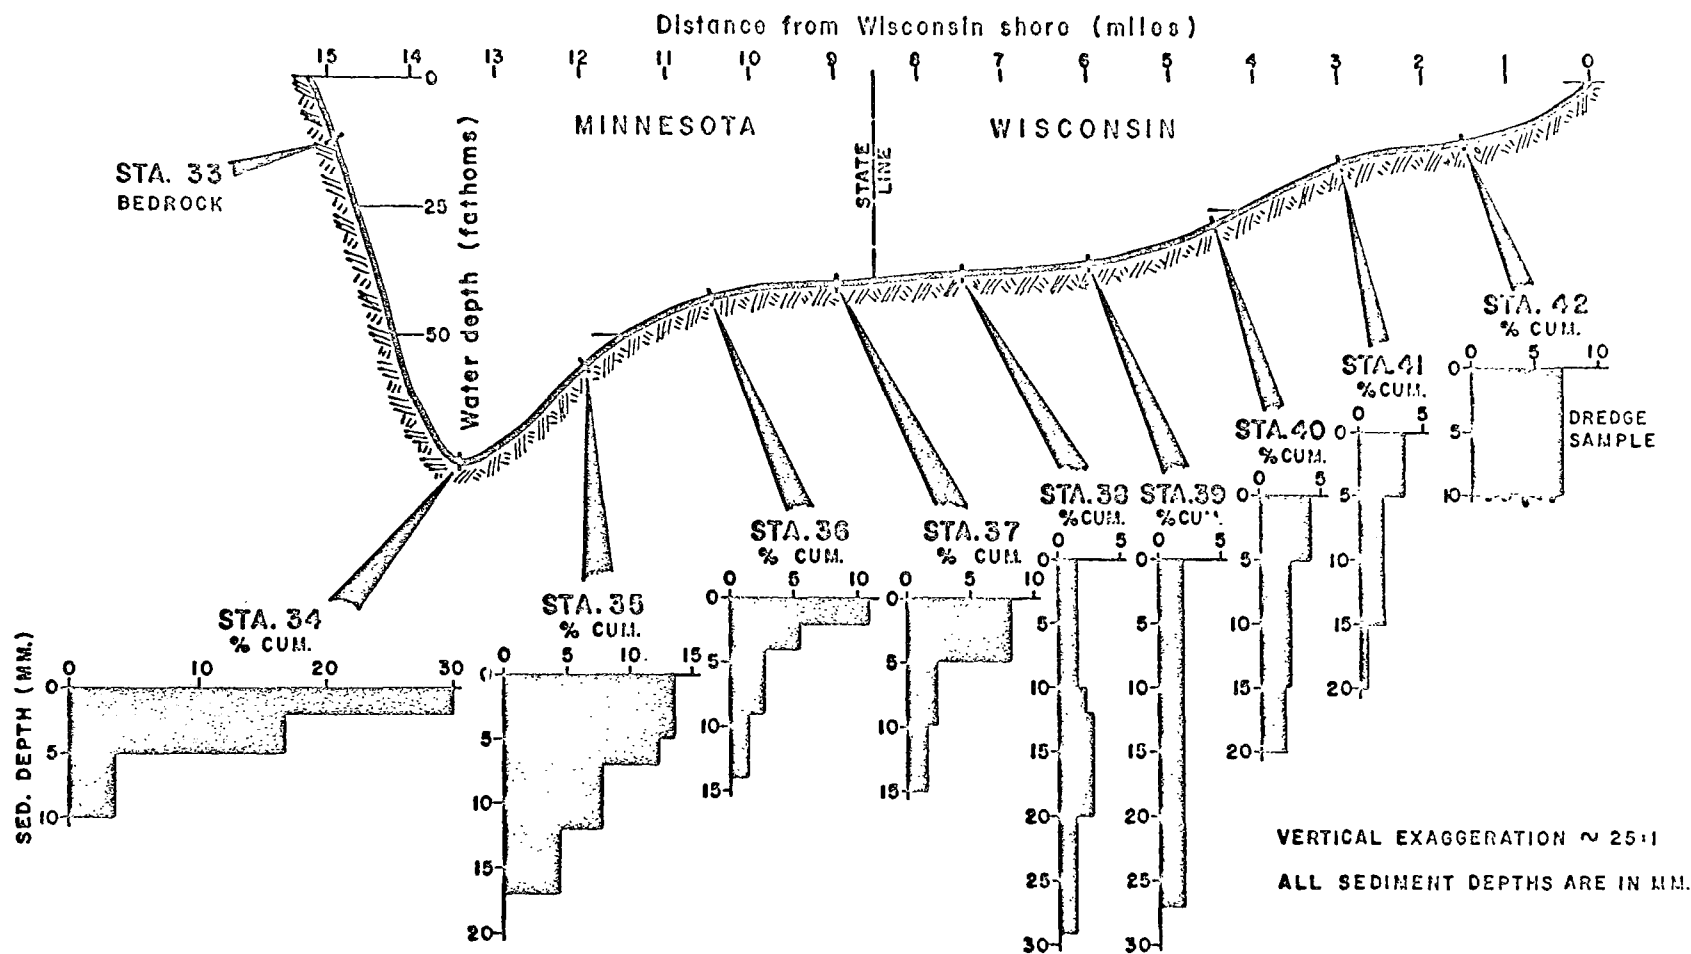 Distance from Wisconsin shore (miles)
15 14 13 12 11 10 9 8 7 6 5 4 3 2 1 0
0
25
50
Water depth (fathoms)
MINNESOTA
WISCONSIN
STATE LINE
STA. 33
BEDROCK
STA. 34
% CUM.
0 10 20 30
SED. DEPTH (MM.)
0
5
10
STA. 35
% CUM.
0 5 10 15
5
10
15
20
STA. 36
% CUM.
0 5 10
0
5
10
15
STA. 37
% CUM.
0 5 10
0
5
10
15
STA. 38
% CUM.
0 5
0
5
10
15
20
25
30
STA. 39
0 5
0
5
10
15
20
25
30
STA. 40
% CUM.
0 5
0
5
10
15
20
STA. 41
% CUM.
0 5
0
5
10
15
20
STA. 42
% CUM.
0 5 10
0
5
10
DREDGE
SAMPLE
VERTICAL EXAGGERATION ~ 25:1
ALL SEDIMENT DEPTHS ARE IN MM.